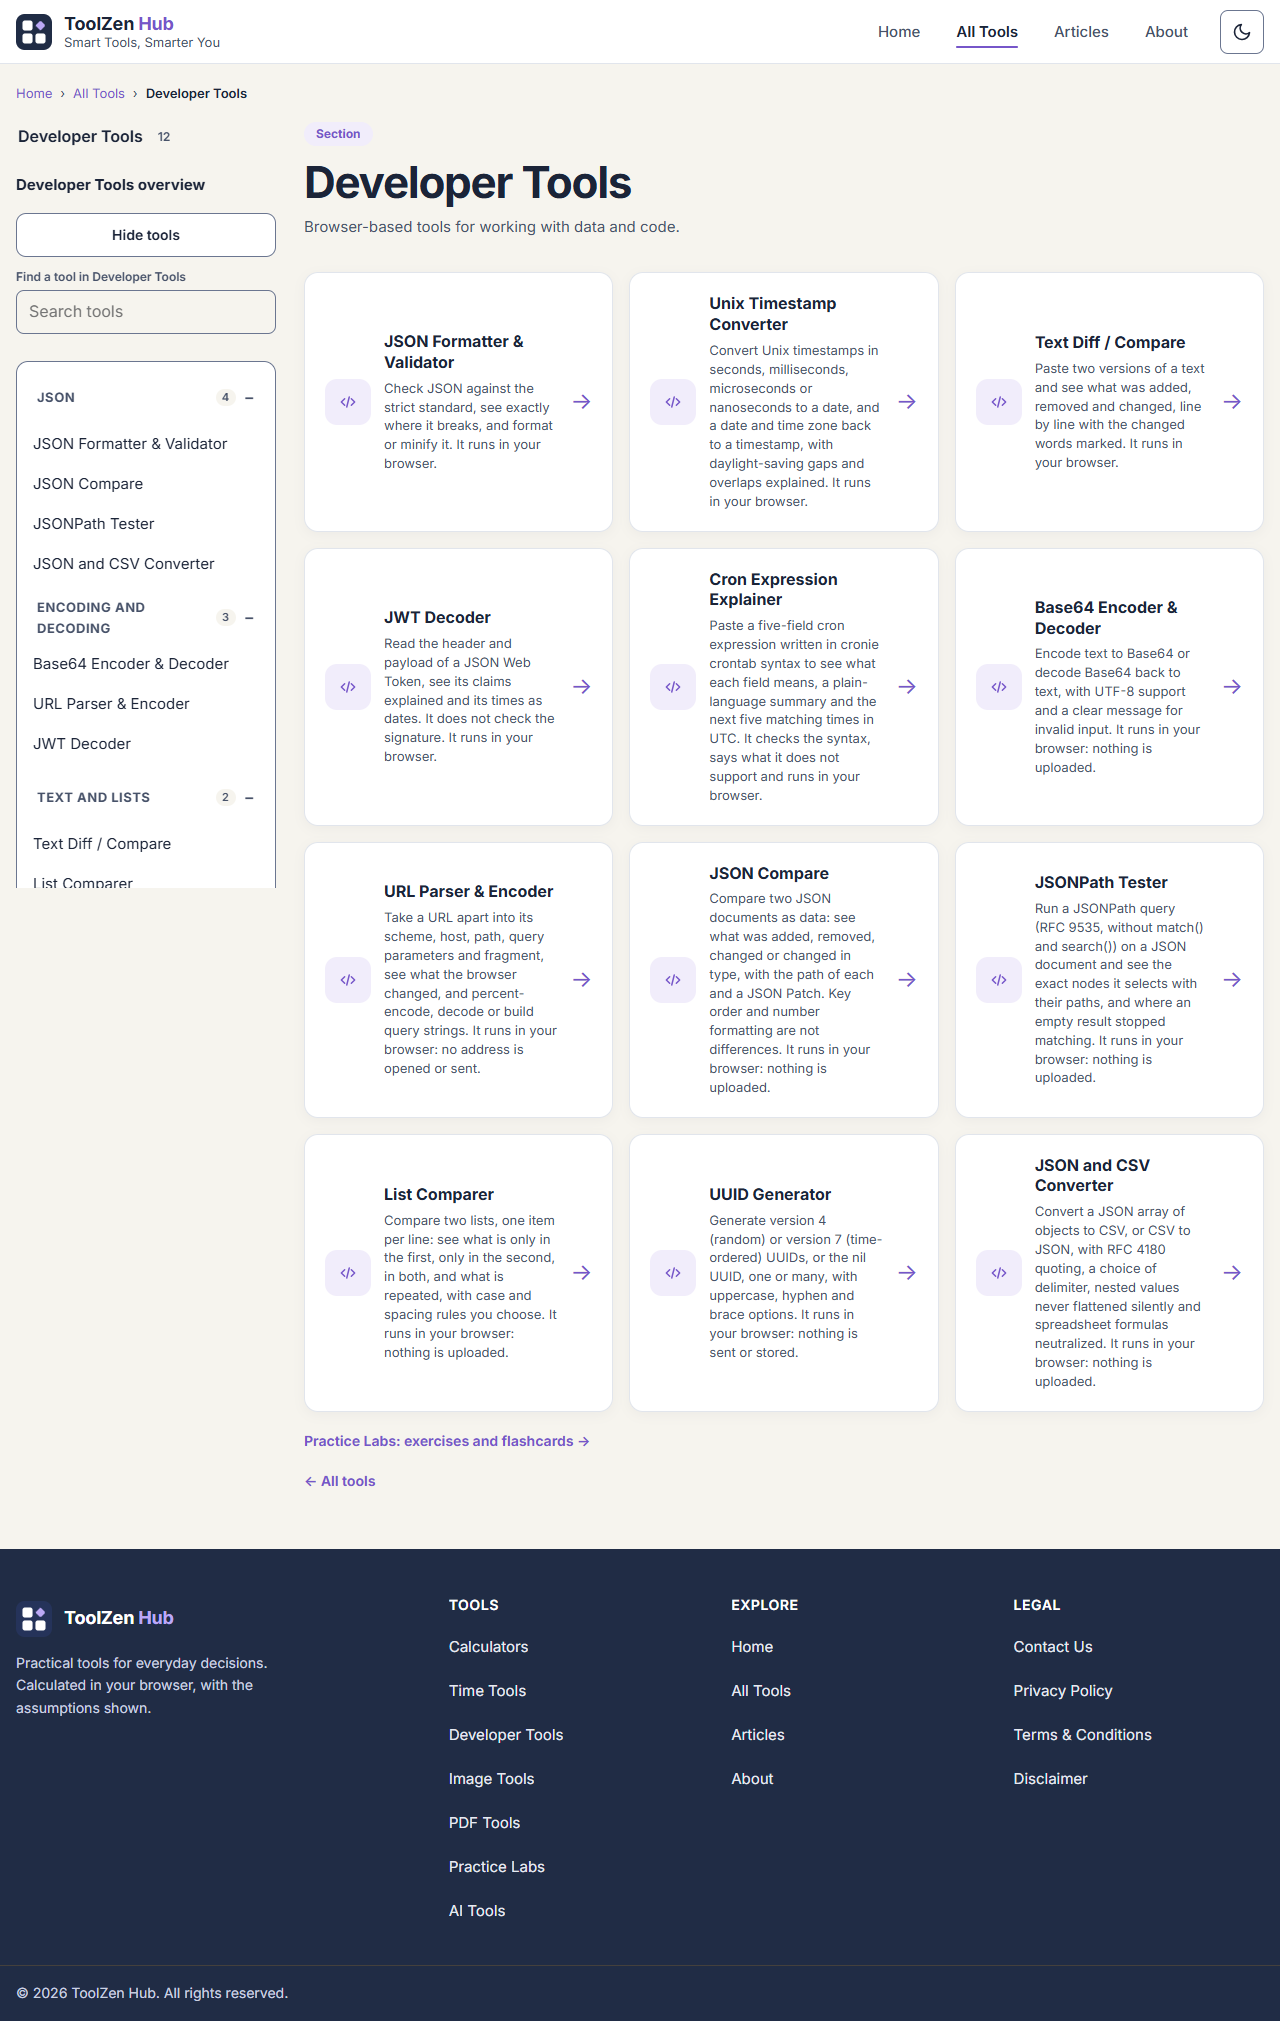 ToolZen Hub
Smart Tools, Smarter You
Home
All Tools
Articles
About
Home › All Tools › Developer Tools
Developer Tools 12
Developer Tools overview
Hide tools
Find a tool in Developer Tools
Search tools
JSON 4 −
JSON Formatter & Validator
JSON Compare
JSONPath Tester
JSON and CSV Converter
ENCODING AND
DECODING
3 −
Base64 Encoder & Decoder
URL Parser & Encoder
JWT Decoder
TEXT AND LISTS 2 −
Text Diff / Compare
List Comparer
Section
Developer Tools
Browser-based tools for working with data and code.
JSON Formatter &
Validator
Check JSON against the
strict standard, see exactly
where it breaks, and format
or minify it. It runs in your
browser.
Unix Timestamp
Converter
Convert Unix timestamps in
seconds, milliseconds,
microseconds or
nanoseconds to a date, and
a date and time zone back
to a timestamp, with
daylight-saving gaps and
overlaps explained. It runs
in your browser.
Text Diff / Compare
Paste two versions of a text
and see what was added,
removed and changed, line
by line with the changed
words marked. It runs in
your browser.
JWT Decoder
Read the header and
payload of a JSON Web
Token, see its claims
explained and its times as
dates. It does not check the
signature. It runs in your
browser.
Cron Expression
Explainer
Paste a five-field cron
expression written in cronie
crontab syntax to see what
each field means, a plain-
language summary and the
next five matching times in
UTC. It checks the syntax,
says what it does not
support and runs in your
browser.
Base64 Encoder &
Decoder
Encode text to Base64 or
decode Base64 back to
text, with UTF-8 support
and a clear message for
invalid input. It runs in your
browser: nothing is
uploaded.
URL Parser & Encoder
Take a URL apart into its
scheme, host, path, query
parameters and fragment,
see what the browser
changed, and percent-
encode, decode or build
query strings. It runs in your
browser: no address is
opened or sent.
JSON Compare
Compare two JSON
documents as data: see
what was added, removed,
changed or changed in
type, with the path of each
and a JSON Patch. Key
order and number
formatting are not
differences. It runs in your
browser: nothing is
uploaded.
JSONPath Tester
Run a JSONPath query
(RFC 9535, without match()
and search()) on a JSON
document and see the
exact nodes it selects with
their paths, and where an
empty result stopped
matching. It runs in your
browser: nothing is
uploaded.
List Comparer
Compare two lists, one item
per line: see what is only in
the first, only in the second,
in both, and what is
repeated, with case and
spacing rules you choose. It
runs in your browser:
nothing is uploaded.
UUID Generator
Generate version 4
(random) or version 7 (time-
ordered) UUIDs, or the nil
UUID, one or many, with
uppercase, hyphen and
brace options. It runs in
your browser: nothing is
sent or stored.
JSON and CSV
Converter
Convert a JSON array of
objects to CSV, or CSV to
JSON, with RFC 4180
quoting, a choice of
delimiter, nested values
never flattened silently and
spreadsheet formulas
neutralized. It runs in your
browser: nothing is
uploaded.
Practice Labs: exercises and flashcards →
← All tools
ToolZen Hub
Practical tools for everyday decisions.
Calculated in your browser, with the
assumptions shown.
TOOLS
Calculators
Time Tools
Developer Tools
Image Tools
PDF Tools
Practice Labs
AI Tools
EXPLORE
Home
All Tools
Articles
About
LEGAL
Contact Us
Privacy Policy
Terms & Conditions
Disclaimer
© 2026 ToolZen Hub. All rights reserved.